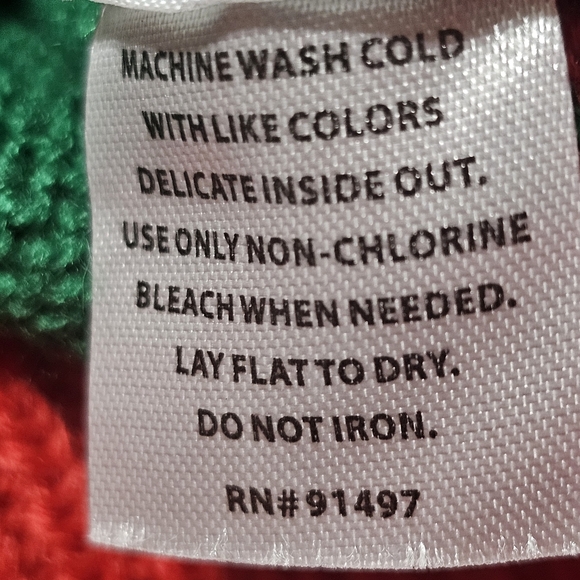 MACHINE WASH COLD
WITH LIKE COLORS
DELICATE INSIDE OUT.
USE ONLY NON-CHLORINE
BLEACH WHEN NEEDED.
LAY FLAT TO DRY.
DO NOT IRON.
RN# 91497